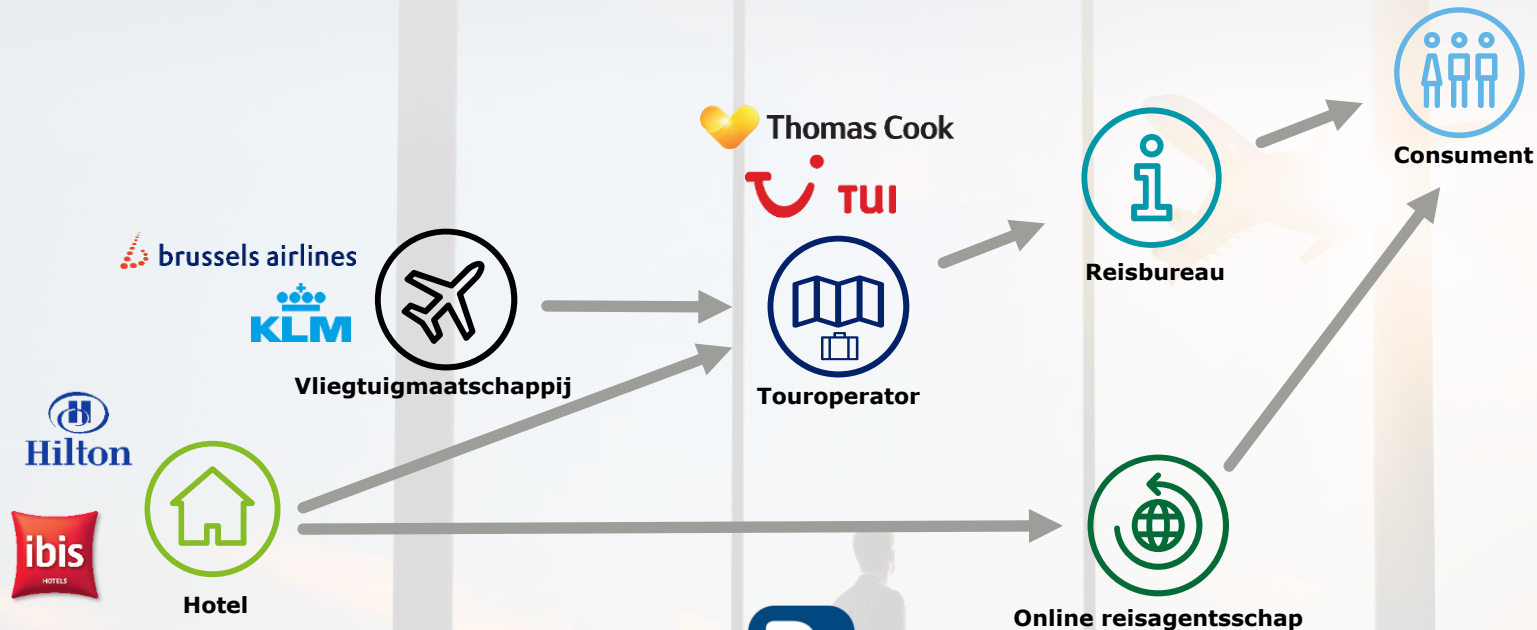 Consument
Thomas Cook
TUI
Reisbureau
brussels airlines
KLM
Vliegtuigmaatschappij
Touroperator
Hilton
ibis
HOTELS
Hotel
Online reisagentsschap